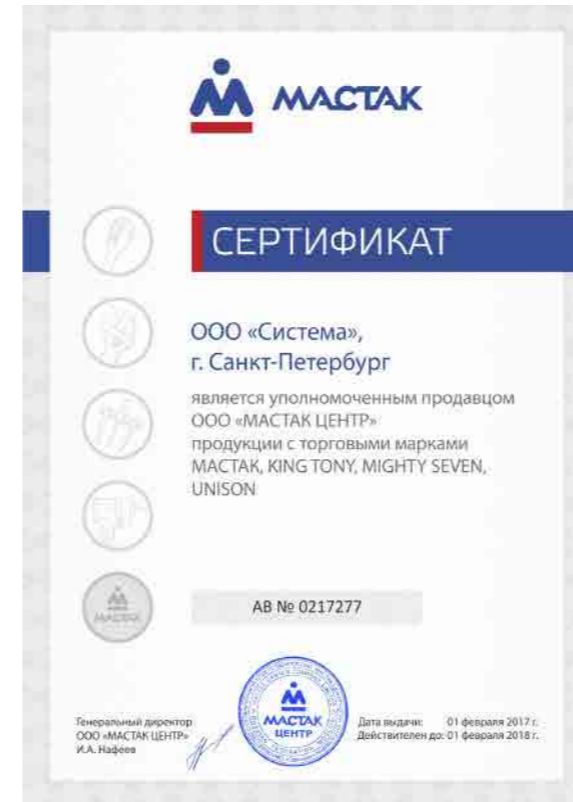 МАСТАК
СЕРТИФИКАТ
ООО «Система»,
г. Санкт-Петербург
является уполномоченным продавцом
ООО «МАСТАК ЦЕНТР»
продукции с торговыми марками
МАСТАК, KING TONY, MIGHTY SEVEN,
UNISON
МАСТАК
АВ № 0217277
Генеральный директор
ООО «МАСТАК ЦЕНТР»
И.А. Нафеев
МАСТАК
ЦЕНТР
Дата выдачи: 01 февраля 2017 г.
Действителен до: 01 февраля 2018 г.